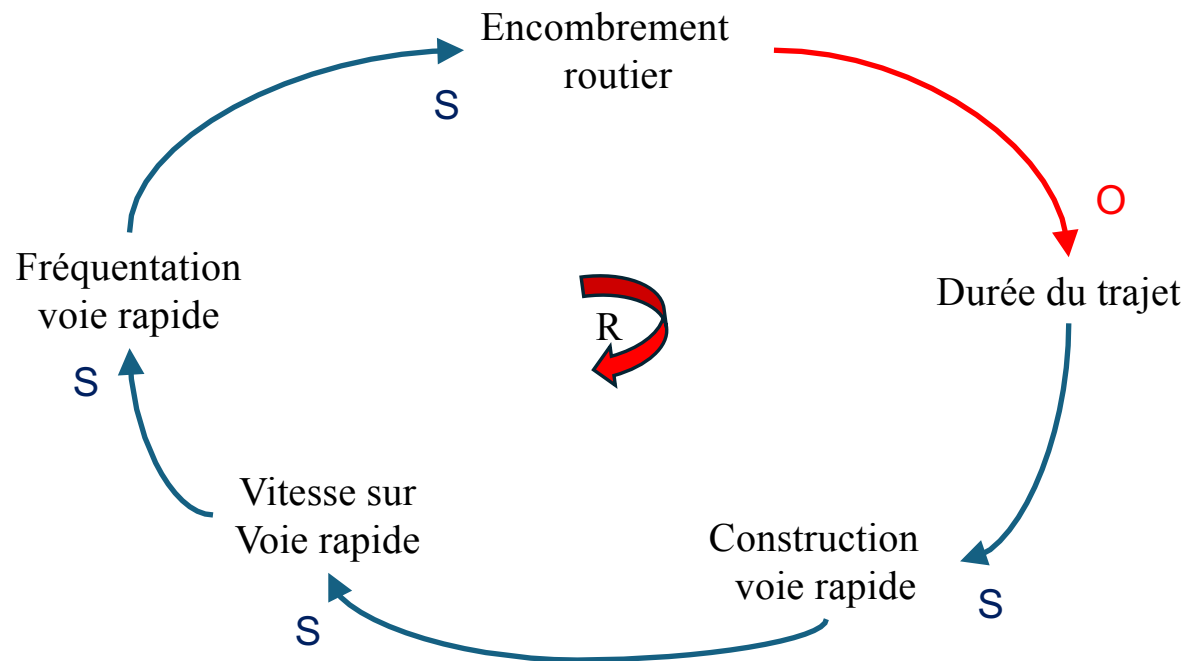 Encombrement
routier
S
O
Fréquentation
voie rapide
Durée du trajet
R
S
Vitesse sur
Voie rapide
Construction
voie rapide
S
S